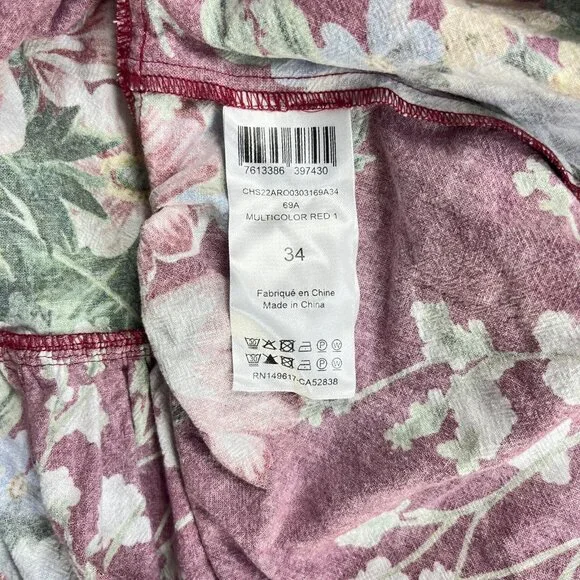 7613386 397430
CHS22ARO0303169A34
69A
MULTICOLOR RED 1
34
Fabriqué en Chine
Made in China
P W
P W
RN149617-CA52838